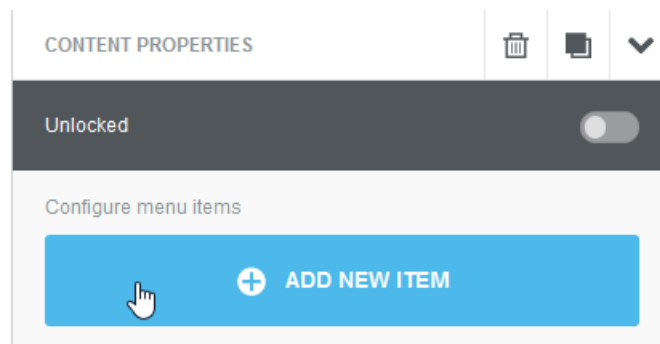 CONTENT PROPERTIES
Unlocked
Configure menu items
ADD NEW ITEM